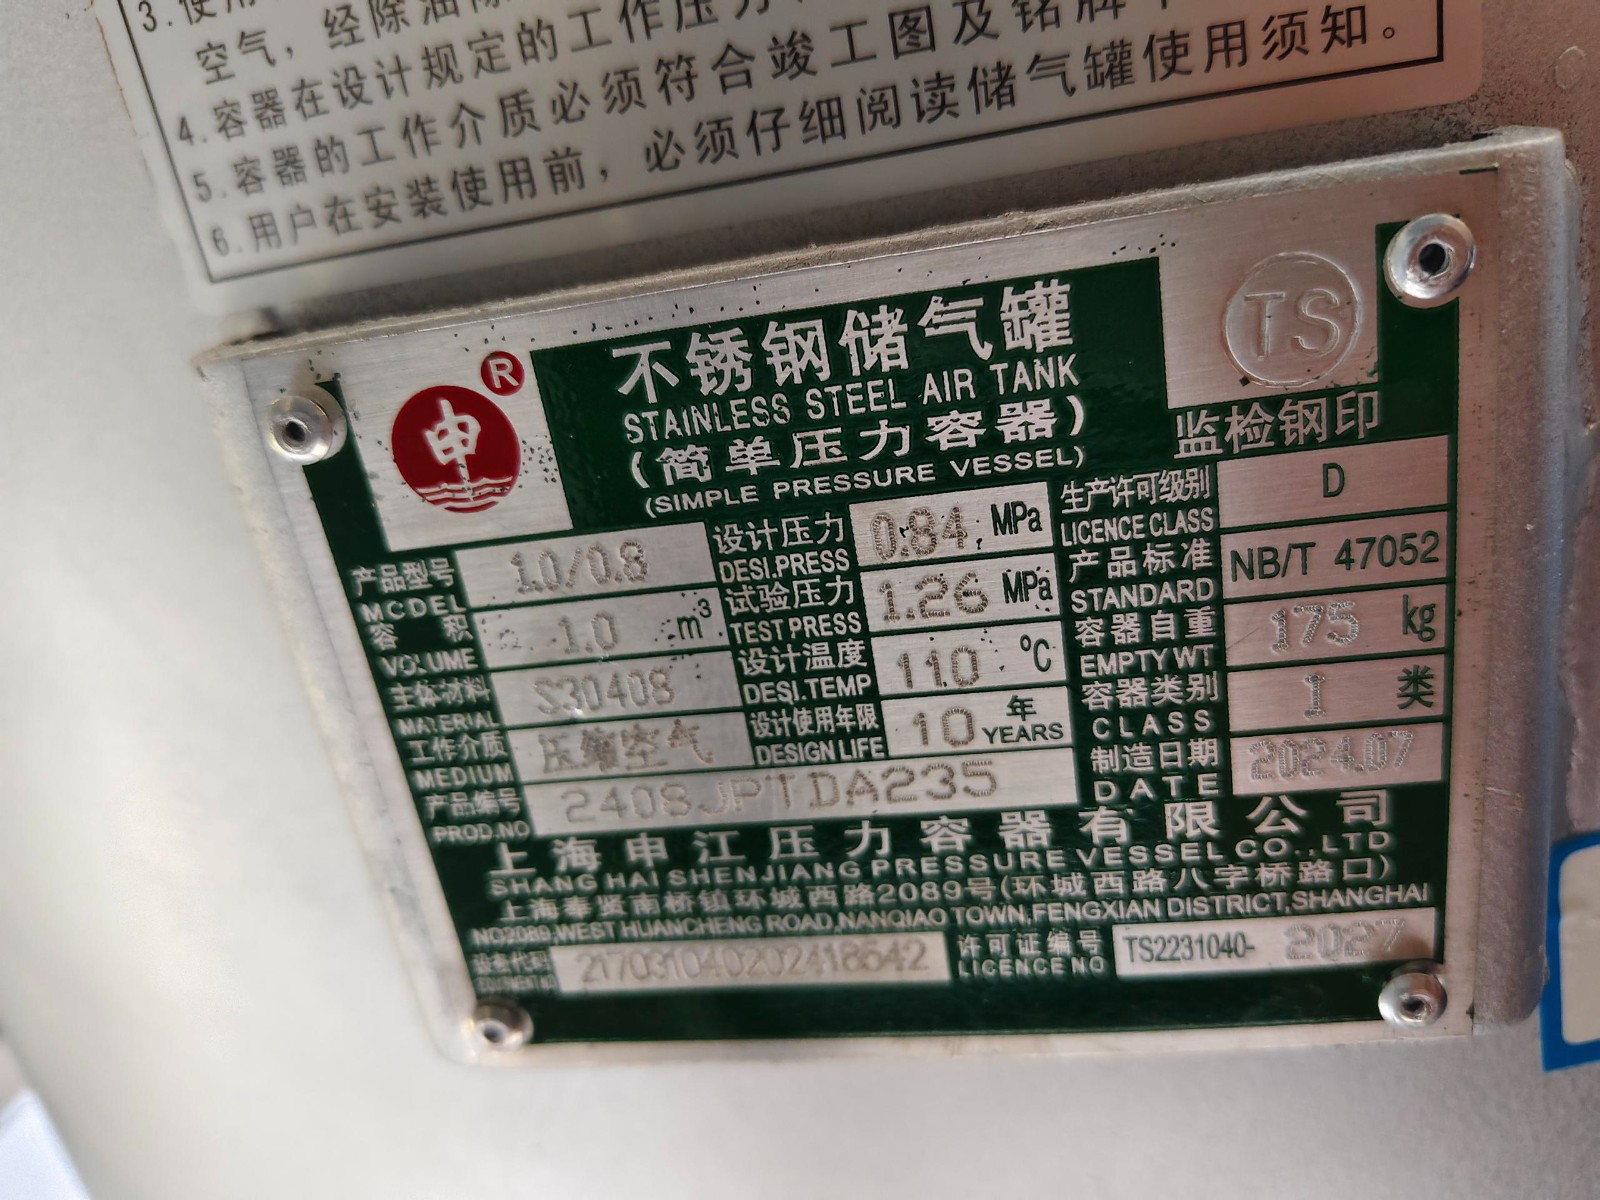 3.使用
空气，经除油除
4.容器在设计规定的工作压力
5.容器的工作介质必须符合竣工图及铭牌
6.用户在安装使用前，必须仔细阅读储气罐使用须知。
申
R
不锈钢储气罐
STAINLESS STEEL AIR TANK
(简单压力容器)
(SIMPLE PRESSURE VESSEL)
TS
监检钢印
产品型号 1.0/0.8
MCDEL
容积 1.0 m³
VOLUME
主体材料 S30408
MATERIAL
工作介质 压缩空气
MEDIUM
产品编号 2408JPTDA235
PROD.NO
设计压力 0.84 MPa
DESI.PRESS
试验压力 1.26 MPa
TEST PRESS
设计温度 110 ℃
DESI.TEMP
设计使用年限 10 年
DESIGN LIFE YEARS
生产许可级别 D
LICENCE CLASS
产品标准 NB/T 47052
STANDARD
容器自重 175 kg
EMPTY WT
容器类别 1 类
CLASS
制造日期 2024.07
DATE
上海申江压力容器有限公司
SHANGHAI SHENJIANG PRESSURE VESSEL CO.,LTD
上海奉贤南桥镇环城西路2089号(环城西路八字桥路口)
NO2089,WEST HUANCHENG ROAD,NANQIAO TOWN,FENGXIAN DISTRICT,SHANGHAI
设备代码 217031040202418542
许可证编号 TS2231040-2027
LICENCE NO